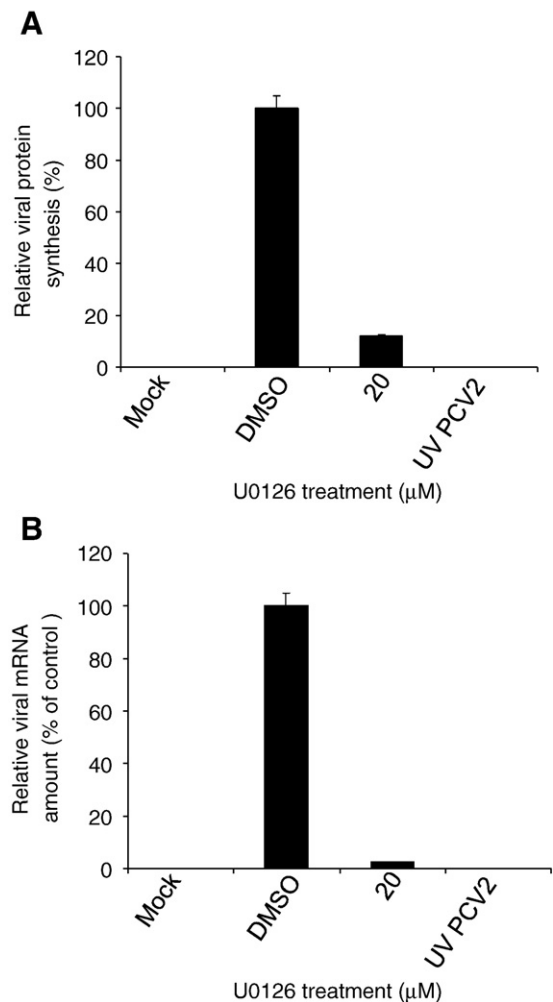 A
120
100
80
60
40
20
0
Relative viral protein
synthesis (%)
Mock
DMSO
20
UV PCV2
U0126 treatment (μM)
B
120
100
80
60
40
20
0
Relative viral mRNA
amount (% of control )
Mock
DMSO
20
UV PCV2
U0126 treatment (μM)